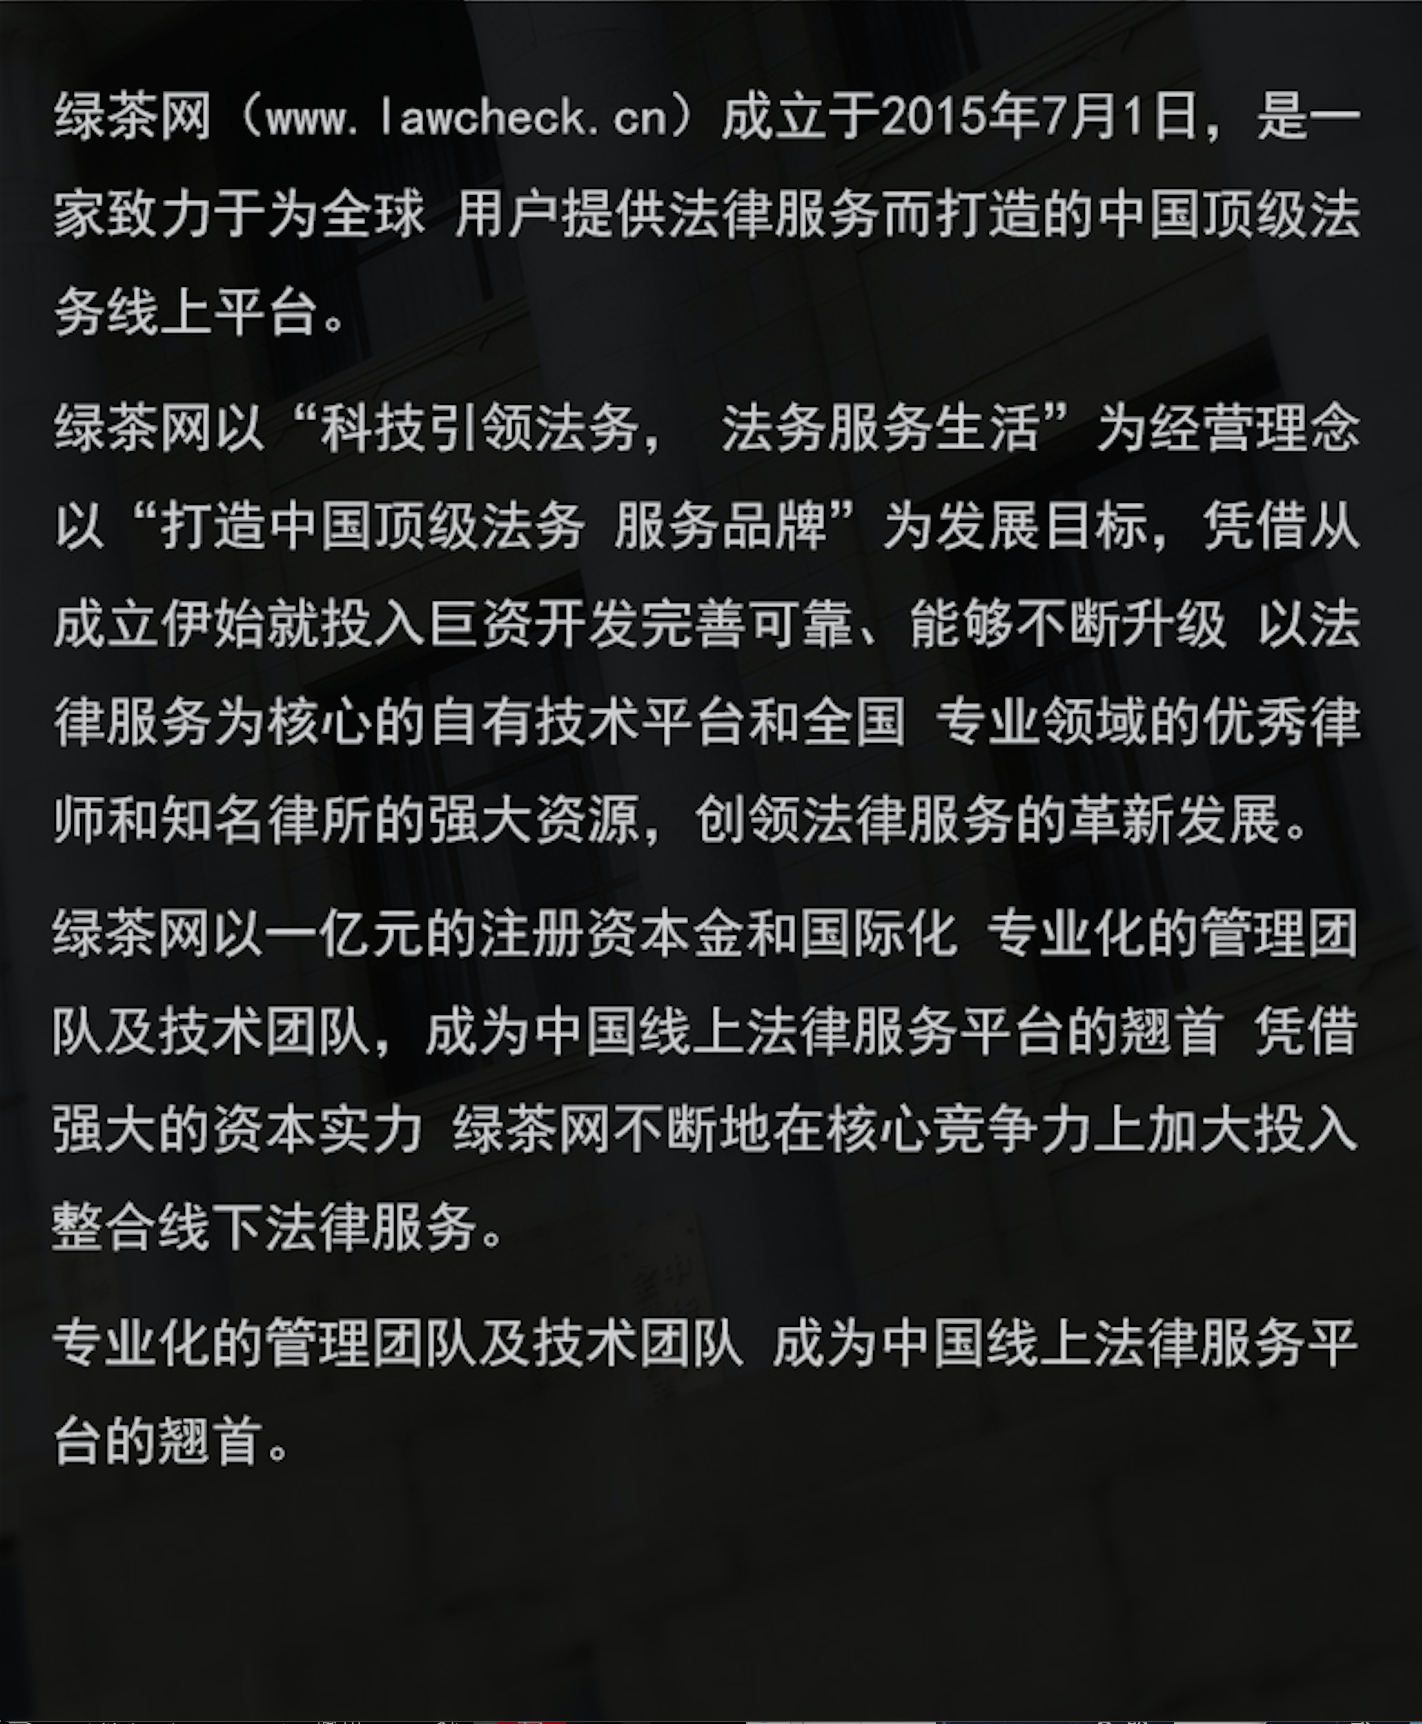 绿茶网（www.lawcheck.cn）成立于2015年7月1日，是一
家致力于为全球 用户提供法律服务而打造的中国顶级法
务线上平台。
绿茶网以“科技引领法务， 法务服务生活”为经营理念
以“打造中国顶级法务 服务品牌”为发展目标，凭借从
成立伊始就投入巨资开发完善可靠、能够不断升级 以法
律服务为核心的自有技术平台和全国 专业领域的优秀律
师和知名律所的强大资源，创领法律服务的革新发展。
绿茶网以一亿元的注册资本金和国际化 专业化的管理团
队及技术团队，成为中国线上法律服务平台的翘首 凭借
强大的资本实力 绿茶网不断地在核心竞争力上加大投入
整合线下法律服务。
专业化的管理团队及技术团队 成为中国线上法律服务平
台的翘首。